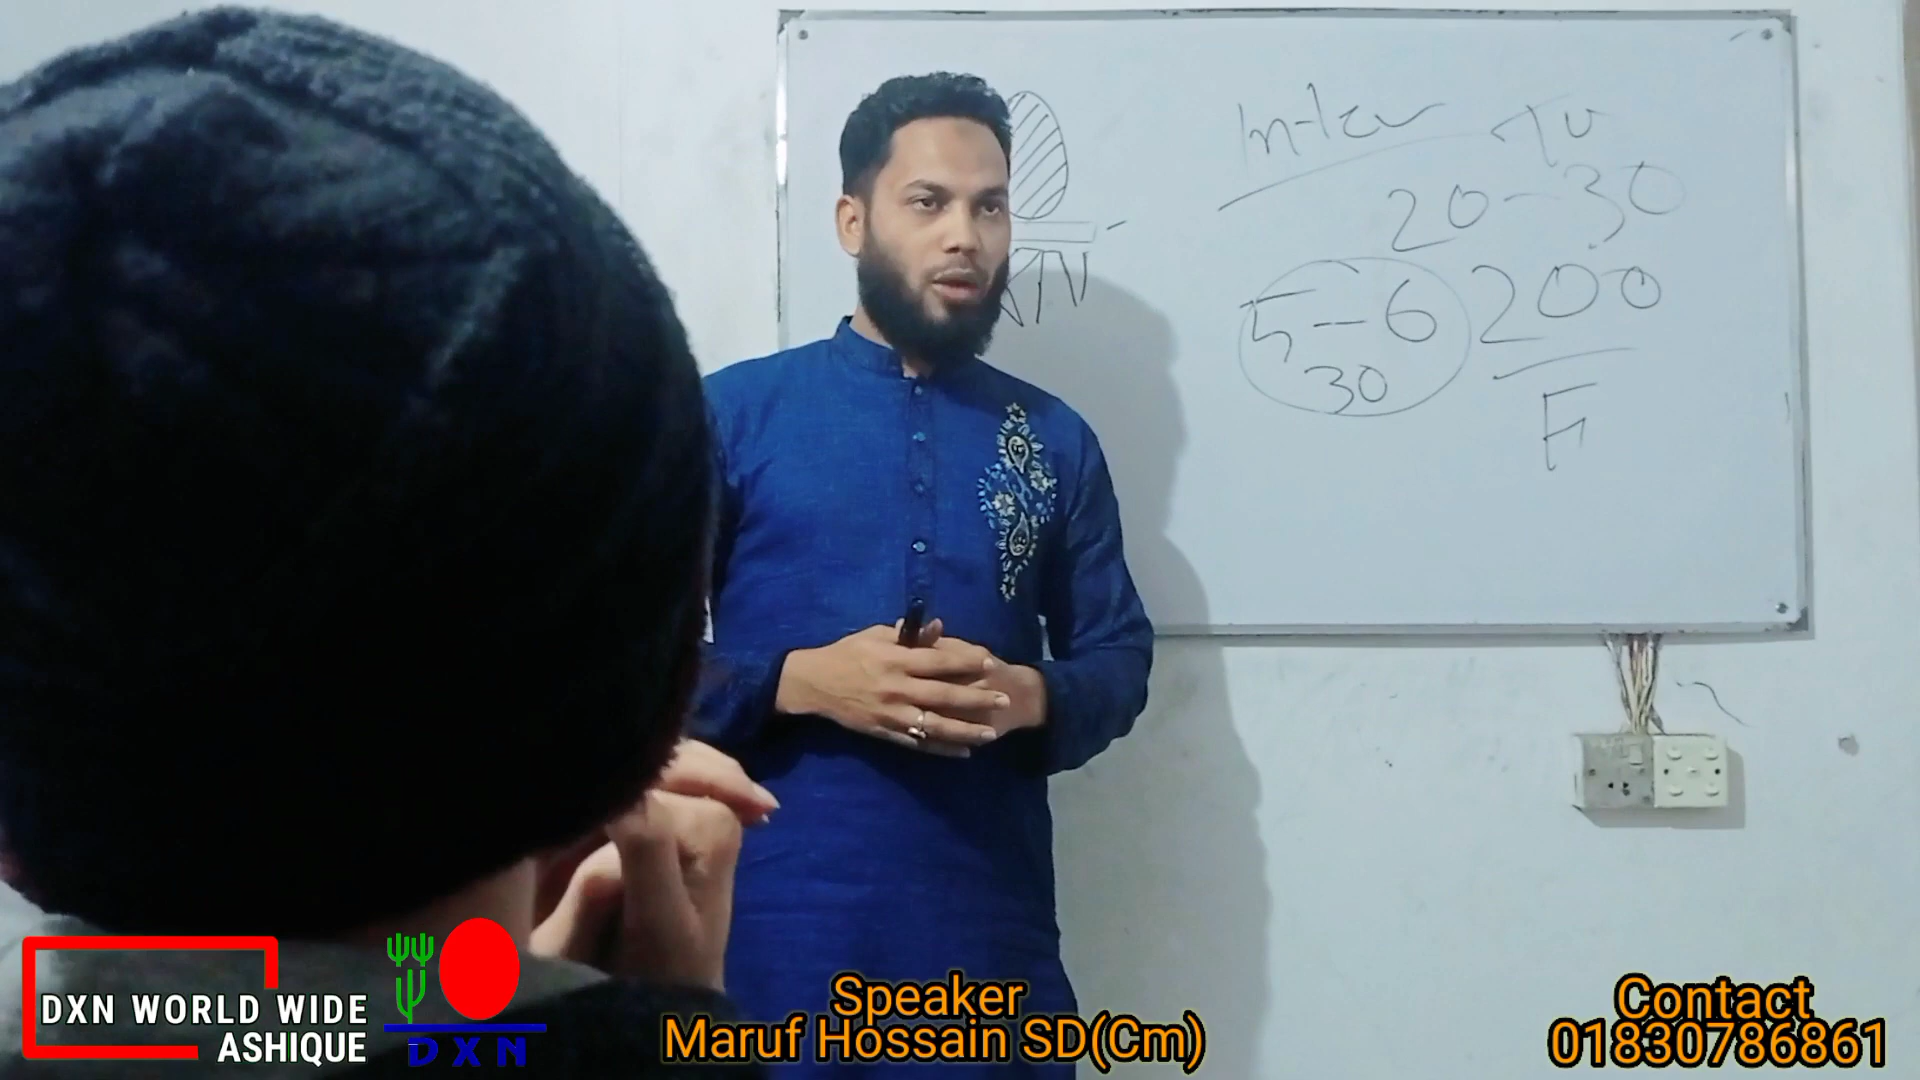 20-30
5-6
200
30
F
DXN WORLD WIDE
ASHIQUE
DXN
Speaker
Maruf Hossain SD(Cm)
Contact
01830786861